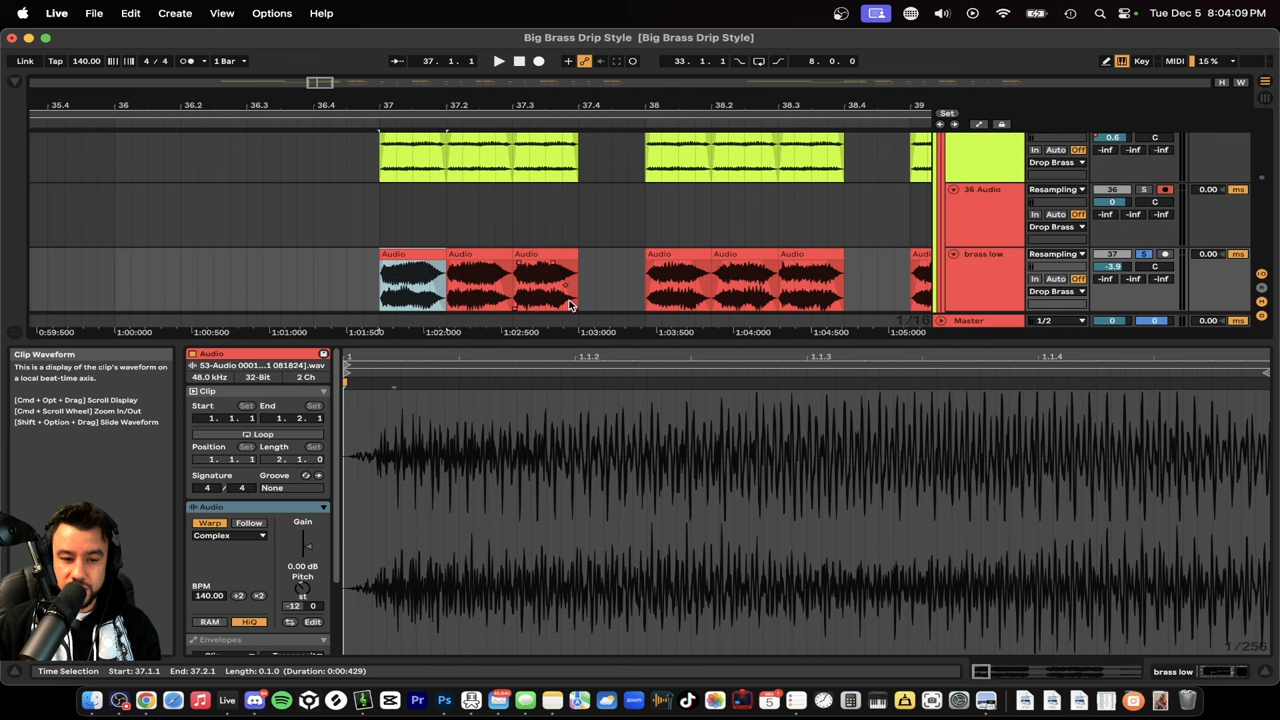 Live File Edit Create View Options Help Tue Dec 5 8:04:09 PM
Big Brass Drip Style [Big Brass Drip Style]
Link Tap 140.00 4 / 4 1 Bar 37. 1. 1 33. 1. 1 8. 0. 0 Key MIDI 15 %
H W
35.4 36 36.2 36.3 36.4 37 37.2 37.3 37.4 38 38.2 38.3 38.4 39
Set
0.6 C
In Auto Off -inf -inf -inf
Drop Brass
36 Audio Resampling 36 S 0.00 ms
0 C
In Auto Off -inf -inf -inf
Drop Brass
Audio Audio Audio Audio Audio Audio Audi brass low Resampling 37 S 0.00 ms
-3.9 C
In Auto Off -inf -inf -inf
Drop Brass
1/16 Master 1/2 0 0 0.00 ms
0:59:500 1:00:000 1:00:500 1:01:000 1:01:500 1:02:000 1:02:500 1:03:000 1:03:500 1:04:000 1:04:500 1:05:000
Clip Waveform
This is a display of the clip's waveform on
a local beat-time axis.
[Cmd + Opt + Drag] Scroll Display
[Cmd + Scroll Wheel] Zoom In/Out
[Shift + Option + Drag] Slide Waveform
Audio
53-Audio 0001...1 081824].wav
48.0 kHz 32-Bit 2 Ch
Clip
Start Set End Set
1. 1. 1 1. 2. 1
Loop
Position Set Length Set
1. 1. 1 2. 1. 0
Signature Groove
4 / 4 None
Audio
Warp Follow Gain
Complex
0.00 dB
Pitch
BPM st
140.00 ÷2 ×2 -12 0
RAM HiQ Edit
Envelopes
1 1.1.2 1.1.3 1.1.4
1/256
Time Selection Start: 37.1.1 End: 37.2.1 Length: 0.1.0 (Duration: 0:00:429) brass low